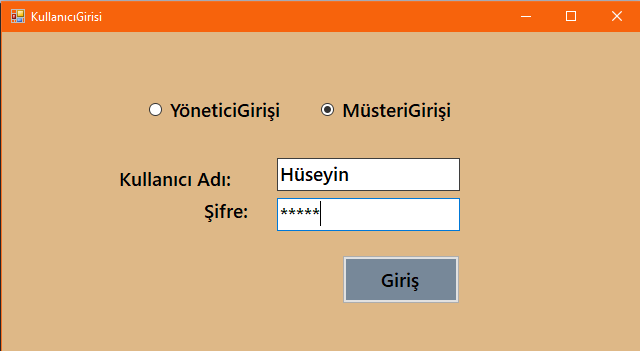 KullanıcıGirisi
YöneticiGirişi MüsteriGirişi
Kullanıcı Adı: Hüseyin
Şifre: *****
Giriş